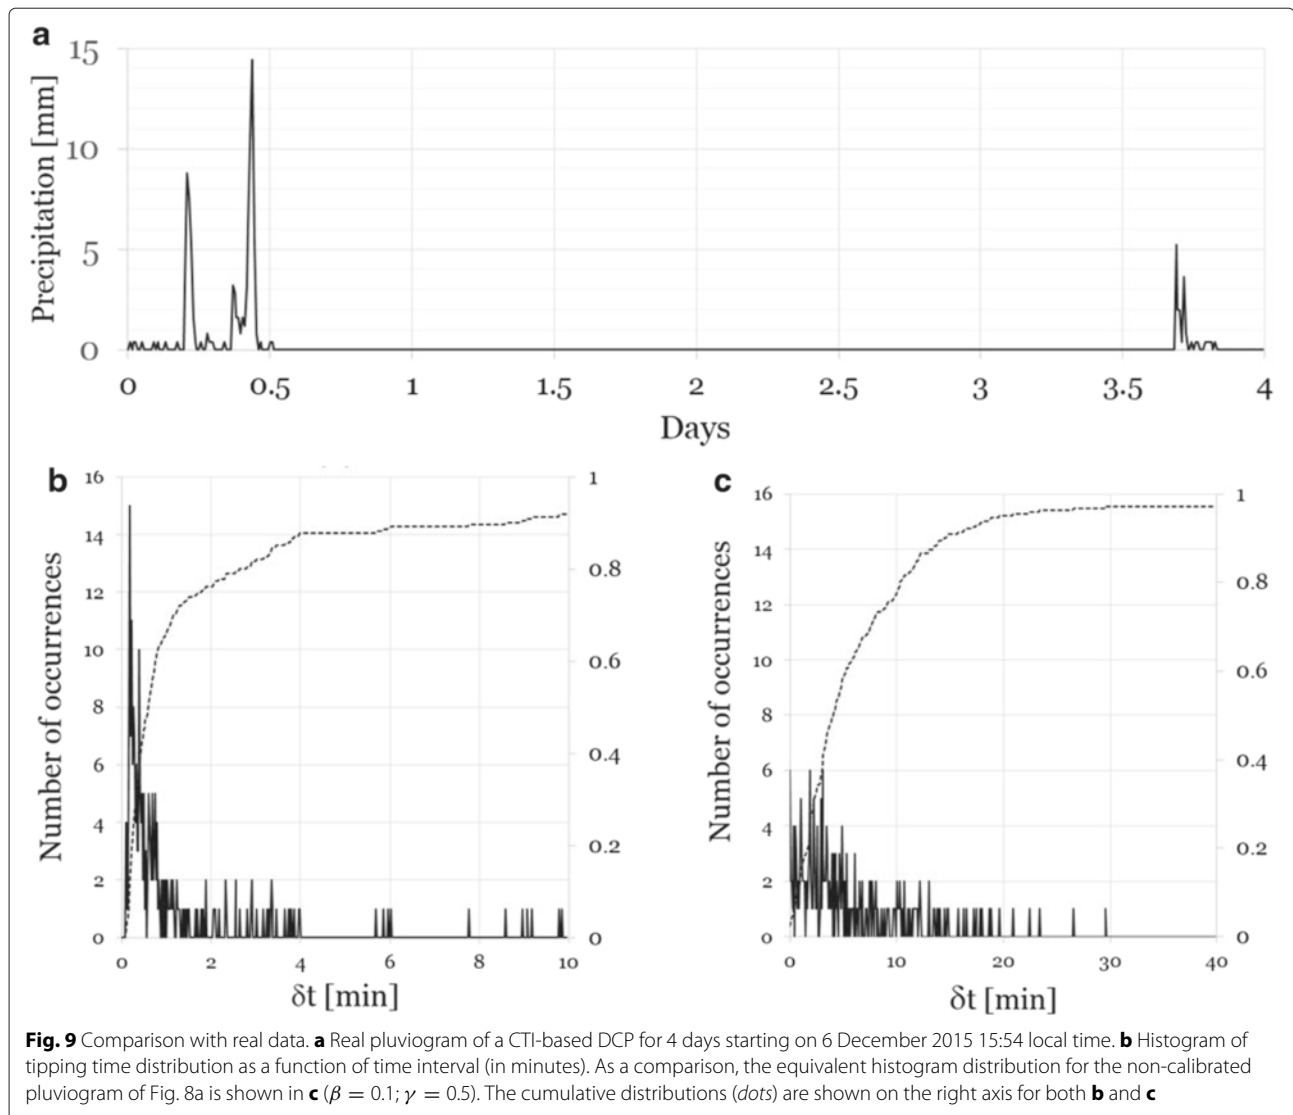 a
15
10
5
0
Precipitation [mm]
0 0.5 1 1.5 2 2.5 3 3.5 4
Days
b
16
14
12
10
8
6
4
2
0
Number of occurrences
1
0.8
0.6
0.4
0.2
0
0 2 4 6 8 10
δt [min]
c
16
14
12
10
8
6
4
2
0
Number of occurrences
1
0.8
0.6
0.4
0.2
0
0 10 20 30 40
δt [min]
Fig. 9 Comparison with real data. a Real pluviogram of a CTI-based DCP for 4 days starting on 6 December 2015 15:54 local time. b Histogram of
tipping time distribution as a function of time interval (in minutes). As a comparison, the equivalent histogram distribution for the non-calibrated
pluviogram of Fig. 8a is shown in c (β = 0.1; γ = 0.5). The cumulative distributions (dots) are shown on the right axis for both b and c